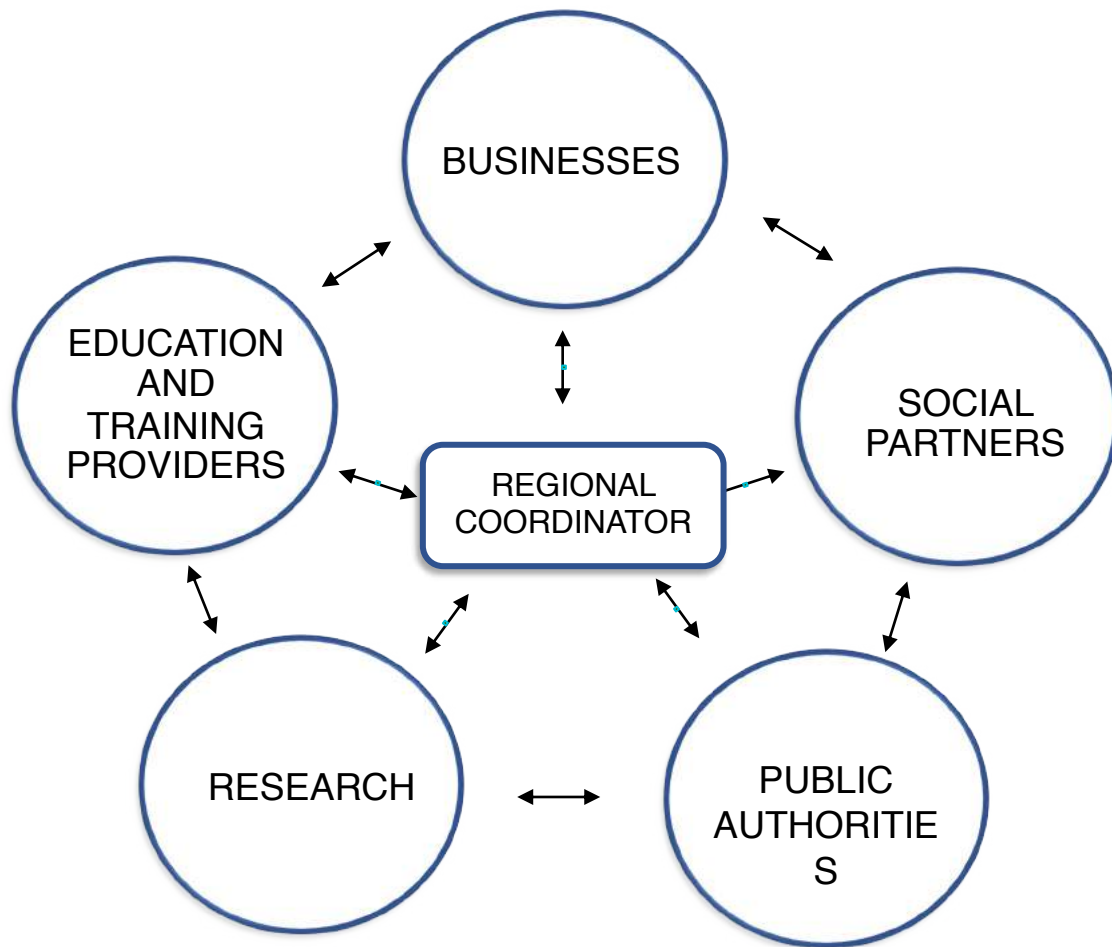 BUSINESSES
EDUCATION
AND
TRAINING
PROVIDERS
SOCIAL
PARTNERS
REGIONAL
COORDINATOR
RESEARCH
PUBLIC
AUTHORITIE
S